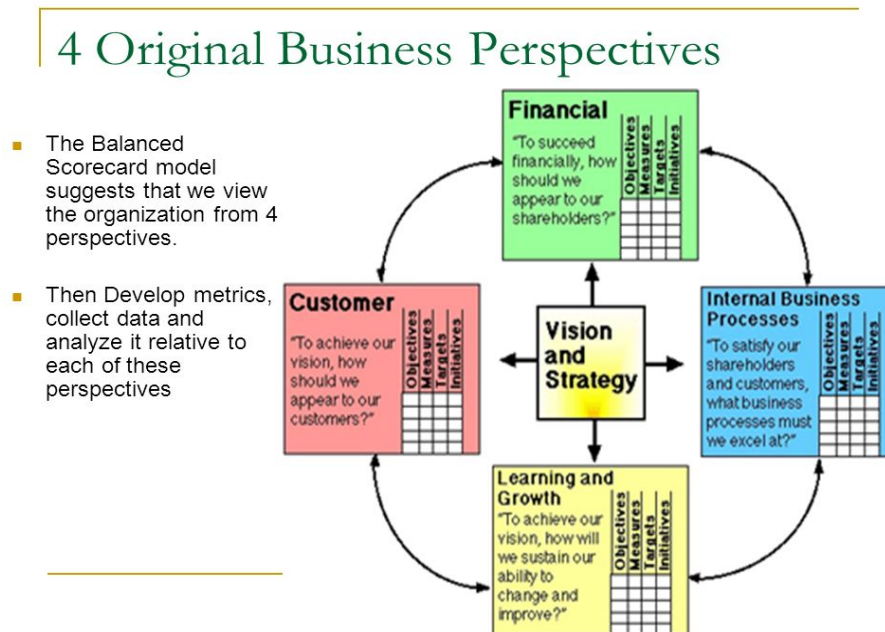 4 Original Business Perspectives
The Balanced
Scorecard model
suggests that we view
the organization from 4
perspectives.
Then Develop metrics,
collect data and
analyze it relative to
each of these
perspectives
Financial
"To succeed
financially, how
should we
appear to our
shareholders?"
Objectives
Measures
Targets
Initiatives
Customer
"To achieve our
vision, how
should we
appear to our
customers?"
Objectives
Measures
Targets
Initiatives
Vision
and
Strategy
Internal Business
Processes
"To satisfy our
shareholders
and customers,
what business
processes must
we excel at?"
Objectives
Measures
Targets
Initiatives
Learning and
Growth
"To achieve our
vision, how will
we sustain our
ability to
change and
improve?"
Objectives
Measures
Targets
Initiatives